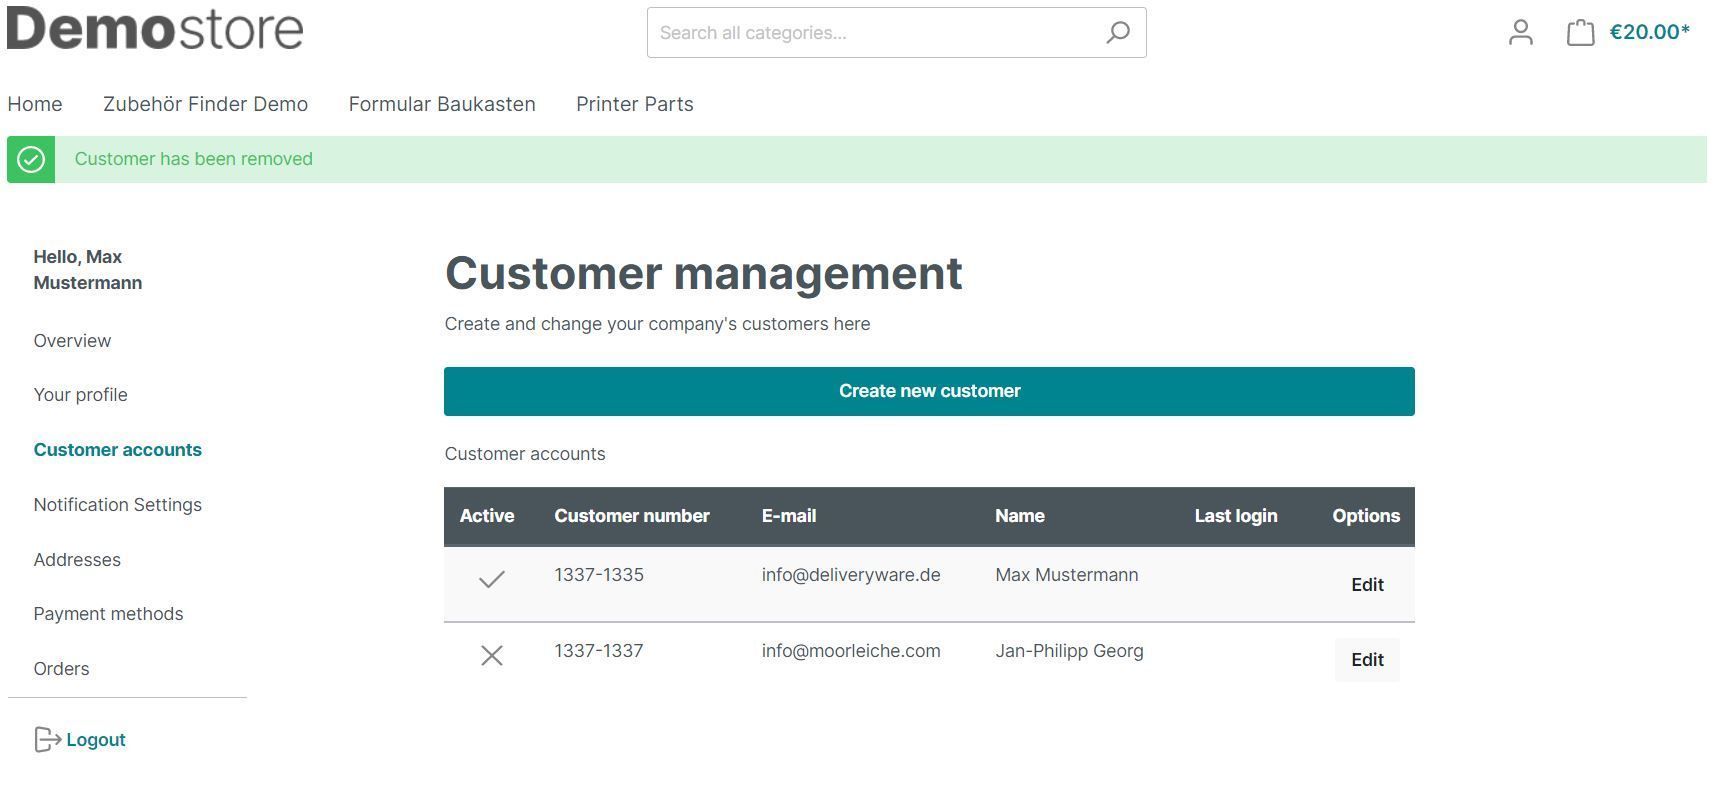 Demostore
Search all categories...
€20.00*
Home Zubehör Finder Demo Formular Baukasten Printer Parts
Customer has been removed
Hello, Max
Mustermann
Overview
Your profile
Customer accounts
Notification Settings
Addresses
Payment methods
Orders
Logout
Customer management
Create and change your company's customers here
Create new customer
Customer accounts
Active Customer number E-mail Name Last login Options
1337-1335 info@deliveryware.de Max Mustermann Edit
1337-1337 info@moorleiche.com Jan-Philipp Georg Edit